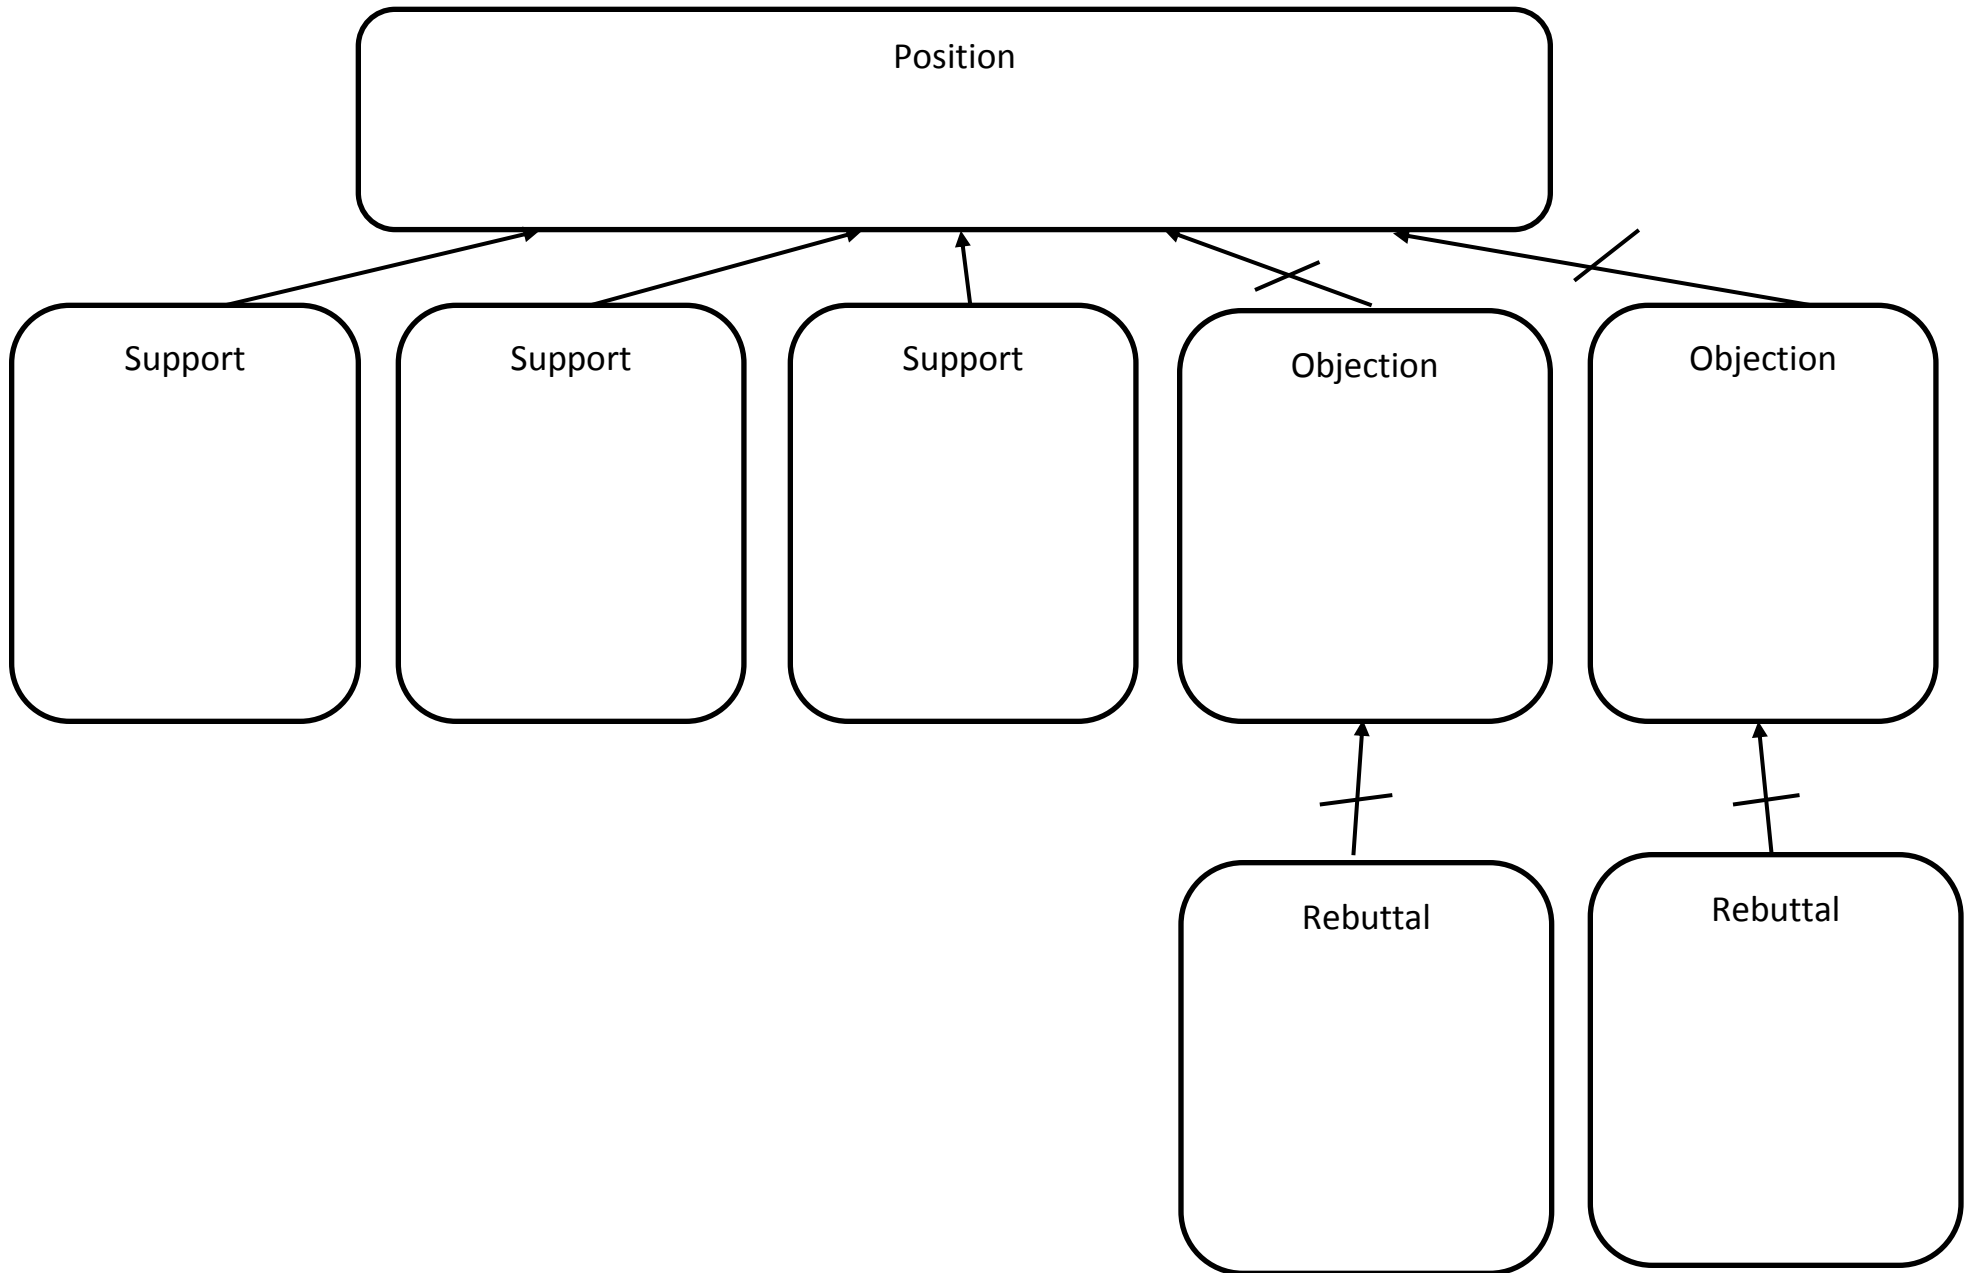 Position
Support
Support
Support
Objection
Objection
Rebuttal
Rebuttal